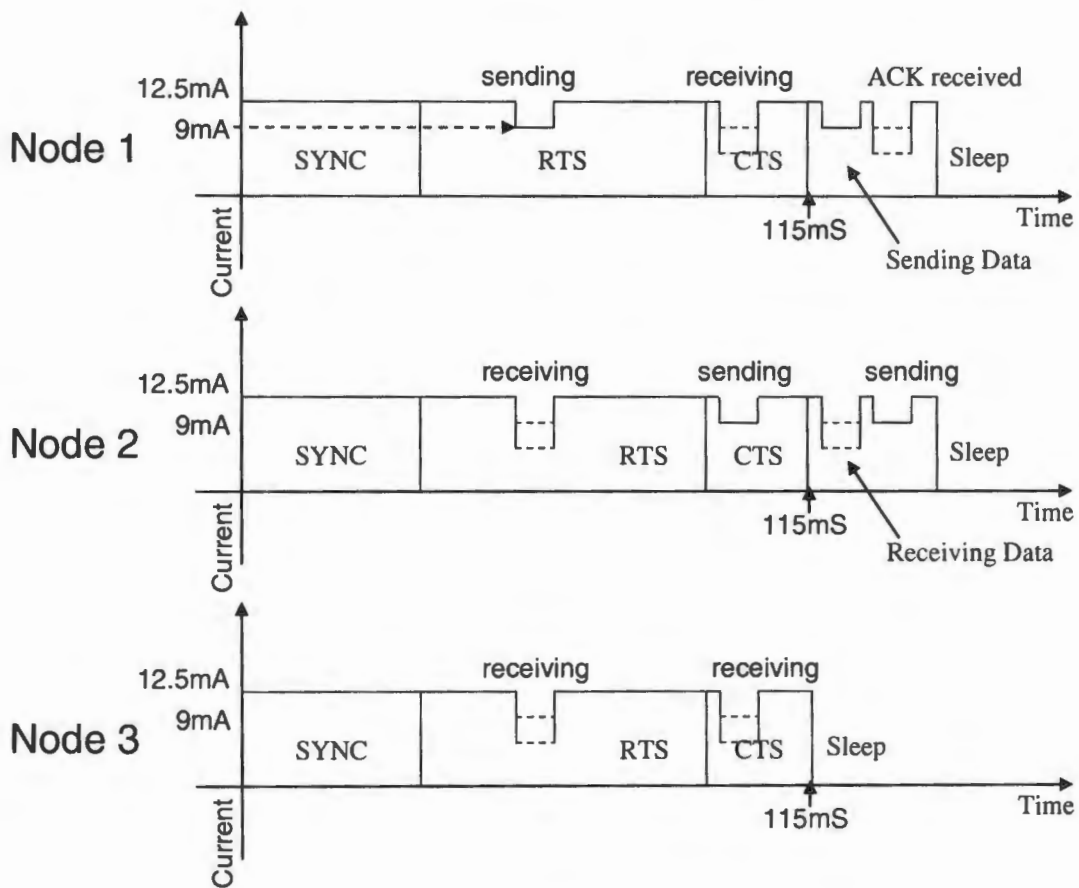 sending
receiving
ACK received
12.5mA
9mA
Node 1
SYNC
RTS
CTS
Sleep
Time
115mS
Current
Sending Data
receiving
sending
sending
12.5mA
9mA
Node 2
SYNC
RTS
CTS
Sleep
Time
115mS
Current
Receiving Data
receiving
receiving
12.5mA
9mA
Node 3
SYNC
RTS
CTS
Sleep
Time
115mS
Current